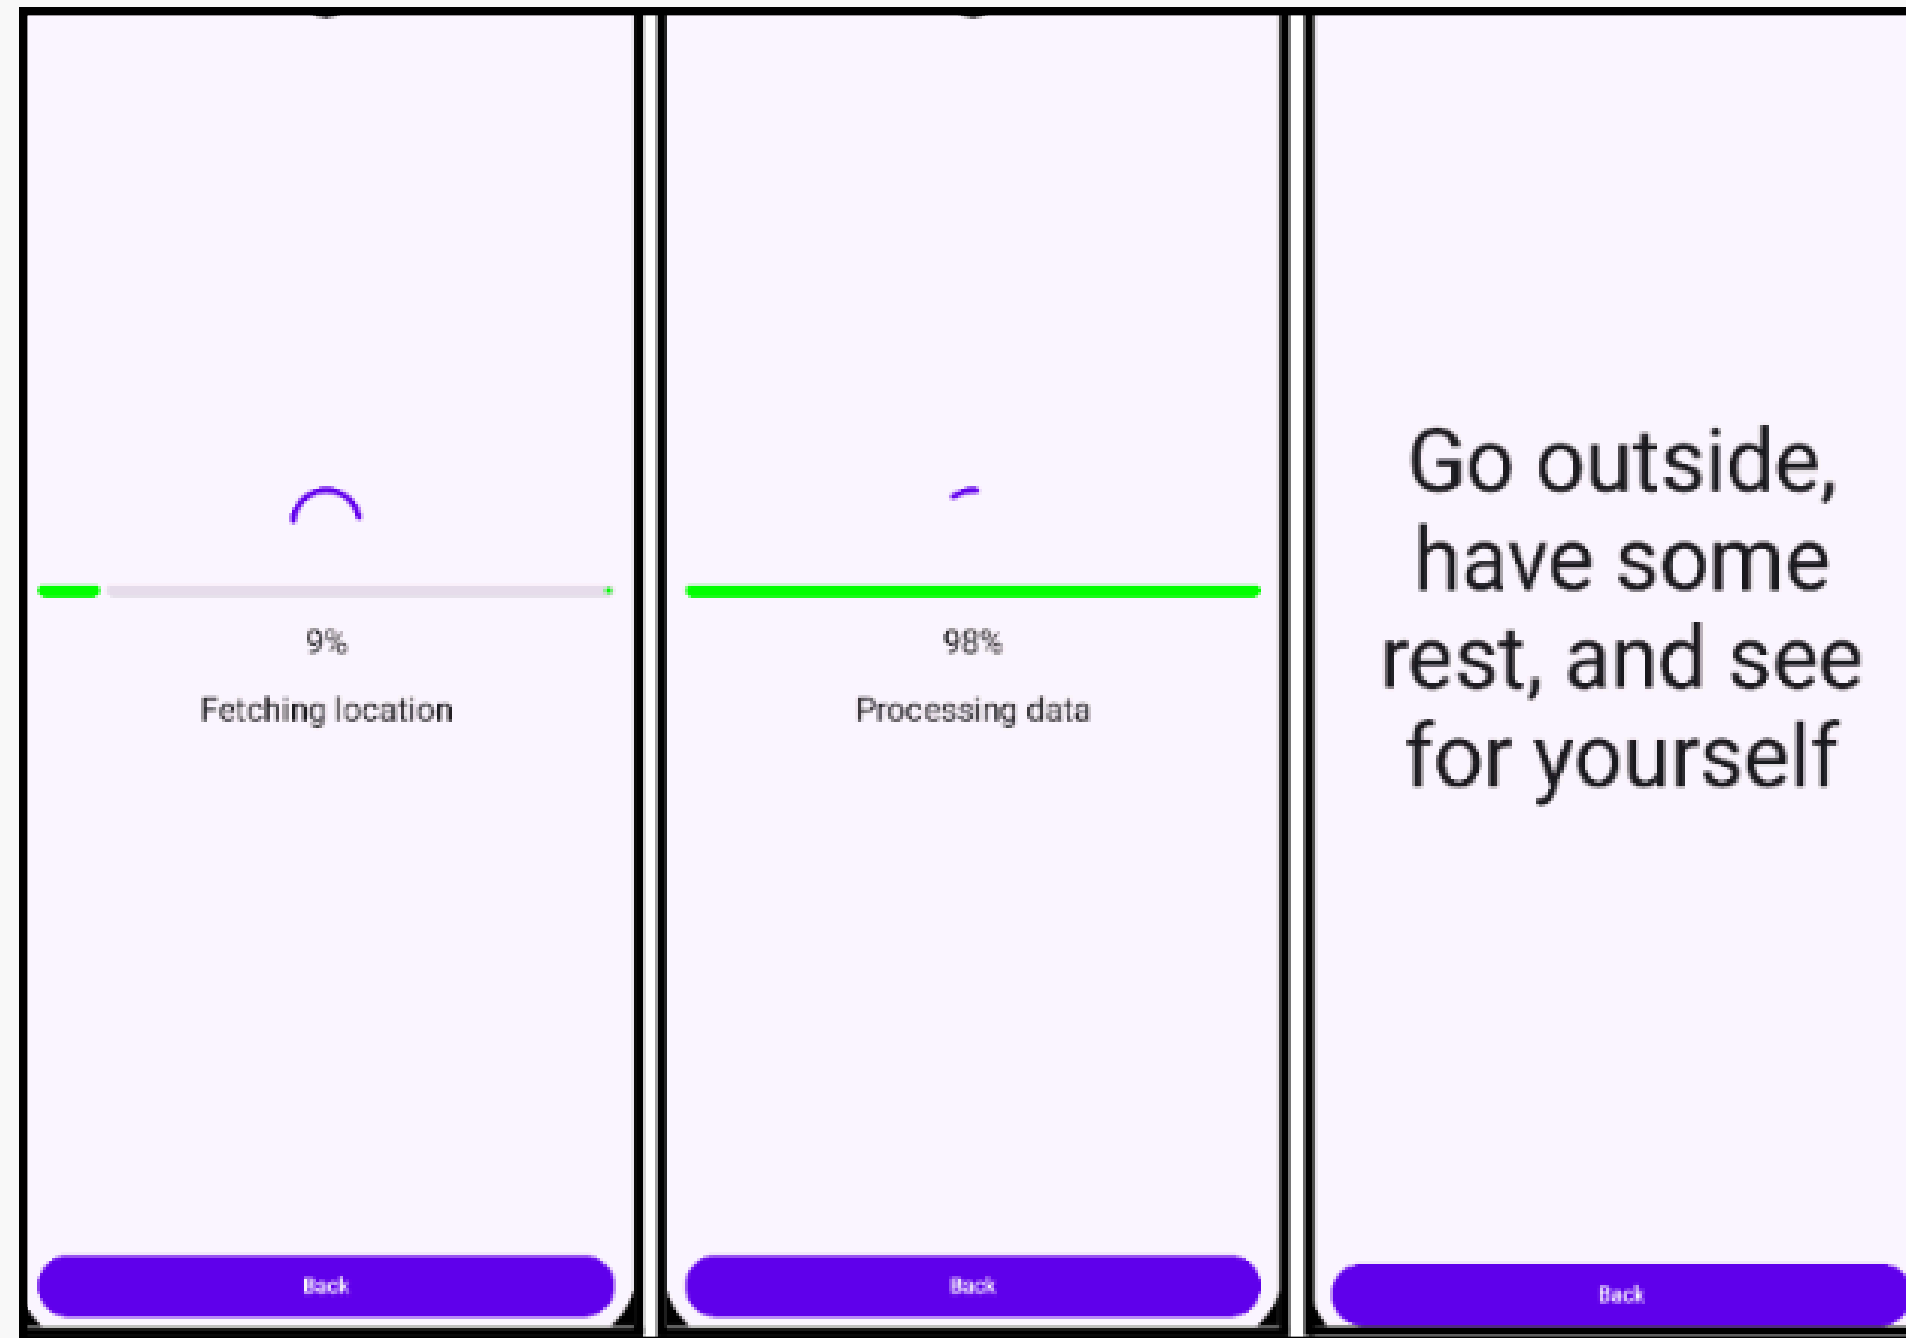 9%
Fetching location
Back
98%
Processing data
Back
Go outside,
have some
rest, and see
for yourself
Back